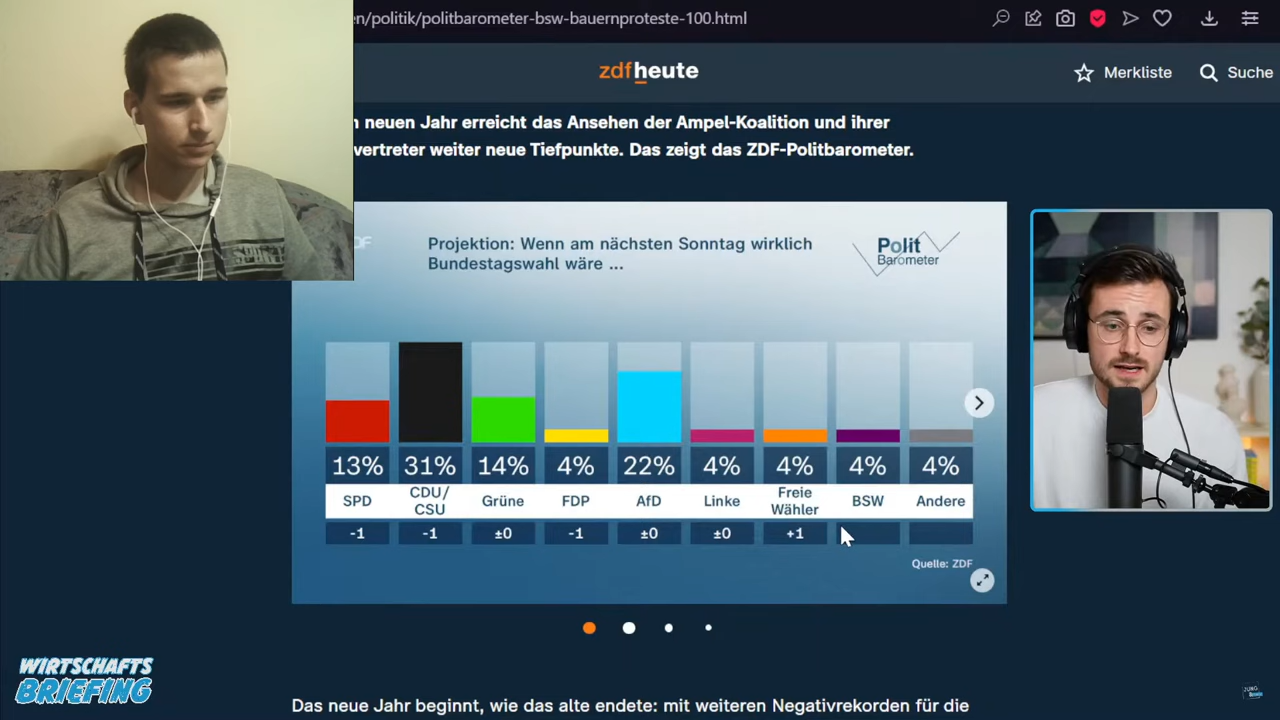 en/politik/politbarometer-bsw-bauernproteste-100.html
zdfheute
Merkliste
Suche
neuen Jahr erreicht das Ansehen der Ampel-Koalition und ihrer
vertreter weiter neue Tiefpunkte. Das zeigt das ZDF-Politbarometer.
DF
Projektion: Wenn am nächsten Sonntag wirklich
Bundestagswahl wäre ...
Polit
Barometer
13% 31% 14% 4% 22% 4% 4% 4% 4%
SPD CDU/CSU Grüne FDP AfD Linke Freie Wähler BSW Andere
-1 -1 ±0 -1 ±0 ±0 +1
Quelle: ZDF
WIRTSCHAFTS
BRIEFING
Das neue Jahr beginnt, wie das alte endete: mit weiteren Negativrekorden für die